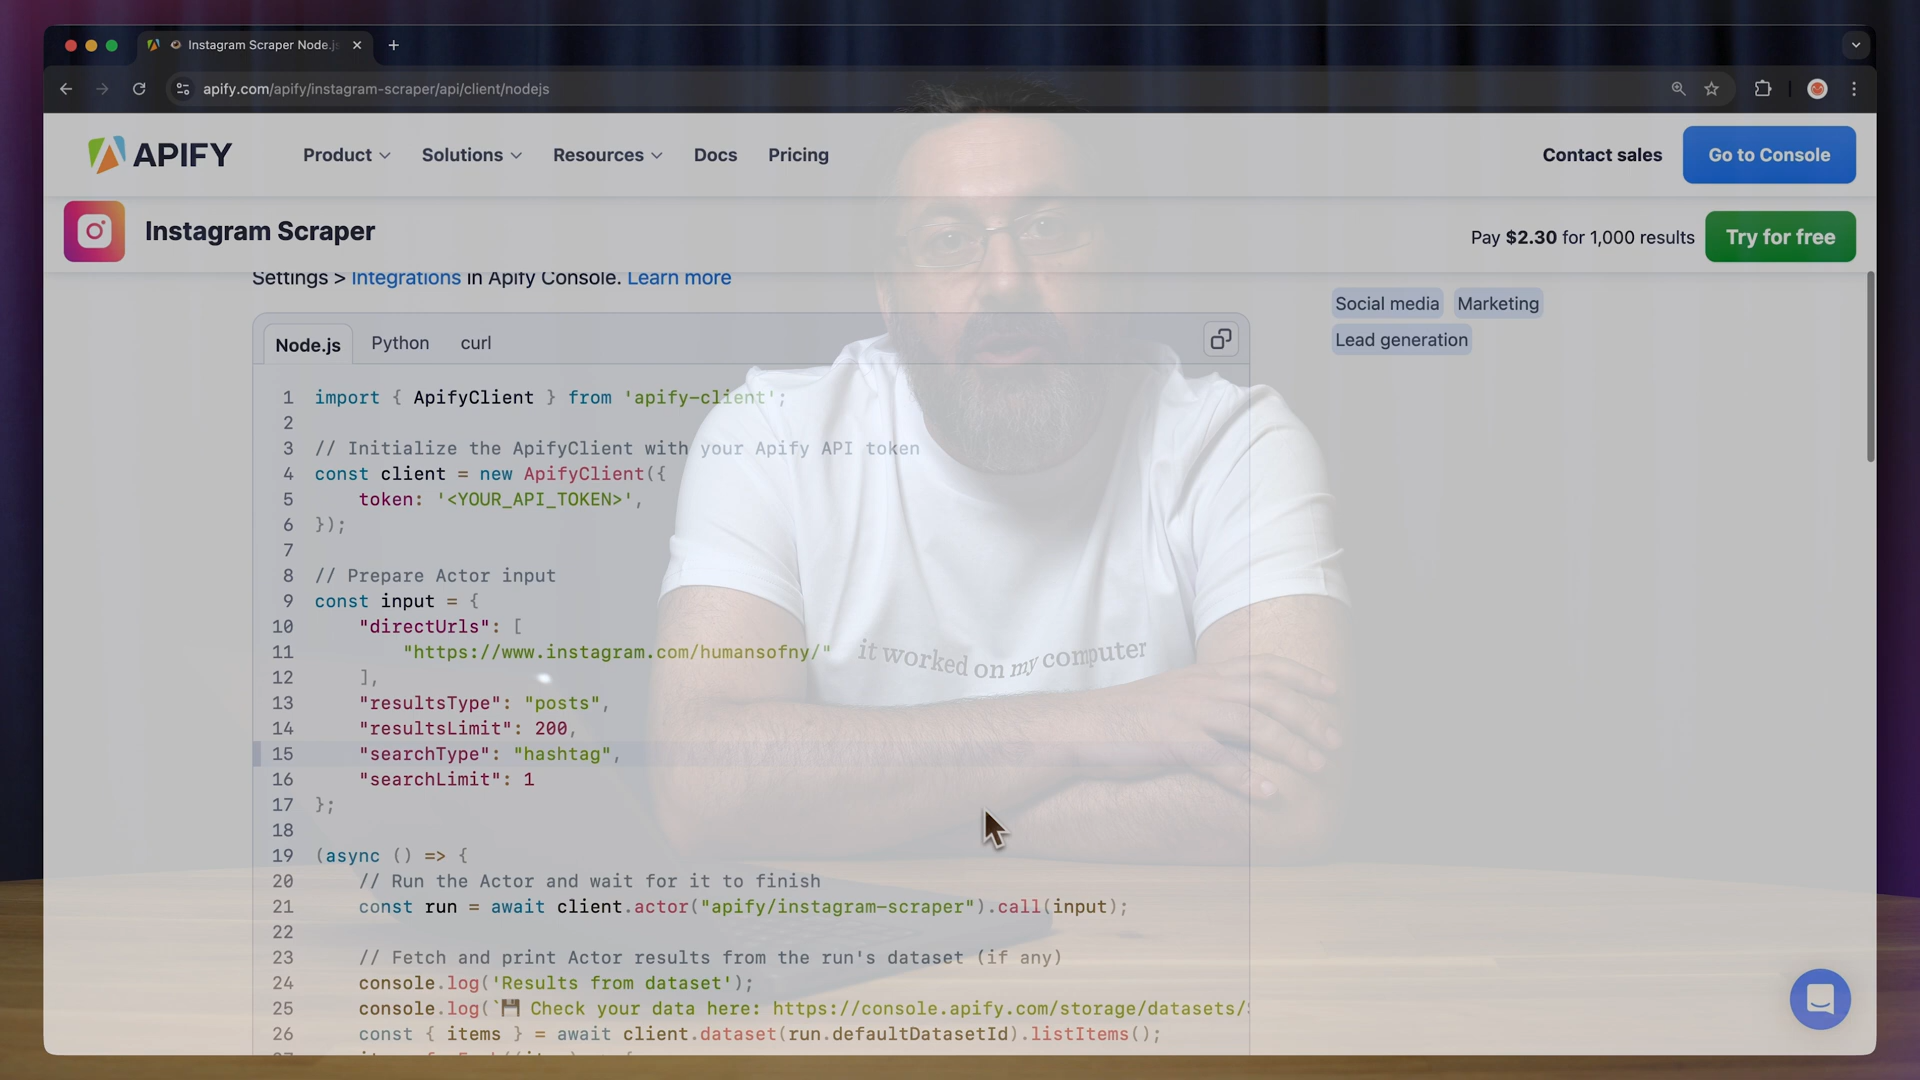 Instagram Scraper Node.js
apify.com/apify/instagram-scraper/api/client/nodejs
APIFY
Product
Solutions
Resources
Docs
Pricing
Contact sales
Go to Console
Instagram Scraper
Pay $2.30 for 1,000 results
Try for free
Settings > Integrations in Apify Console. Learn more
Social media
Marketing
Lead generation
Node.js
Python
curl
1 import { ApifyClient } from 'apify-client';
2
3 // Initialize the ApifyClient with your Apify API token
4 const client = new ApifyClient({
5 token: '<YOUR_API_TOKEN>',
6 });
7
8 // Prepare Actor input
9 const input = {
10 "directUrls": [
11 "https://www.instagram.com/humansofny/"
12 ],
13 "resultsType": "posts",
14 "resultsLimit": 200,
15 "searchType": "hashtag",
16 "searchLimit": 1
17 };
18
19 (async () => {
20 // Run the Actor and wait for it to finish
21 const run = await client.actor("apify/instagram-scraper").call(input);
22
23 // Fetch and print Actor results from the run's dataset (if any)
24 console.log('Results from dataset');
25 console.log(`💾 Check your data here: https://console.apify.com/storage/datasets/
26 const { items } = await client.dataset(run.defaultDatasetId).listItems();
it worked on my computer